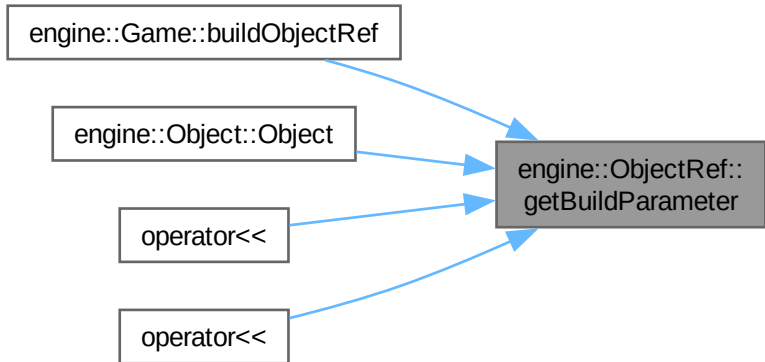 engine::Game::buildObjectRef
engine::Object::Object
engine::ObjectRef::
getBuildParameter
operator<<
operator<<